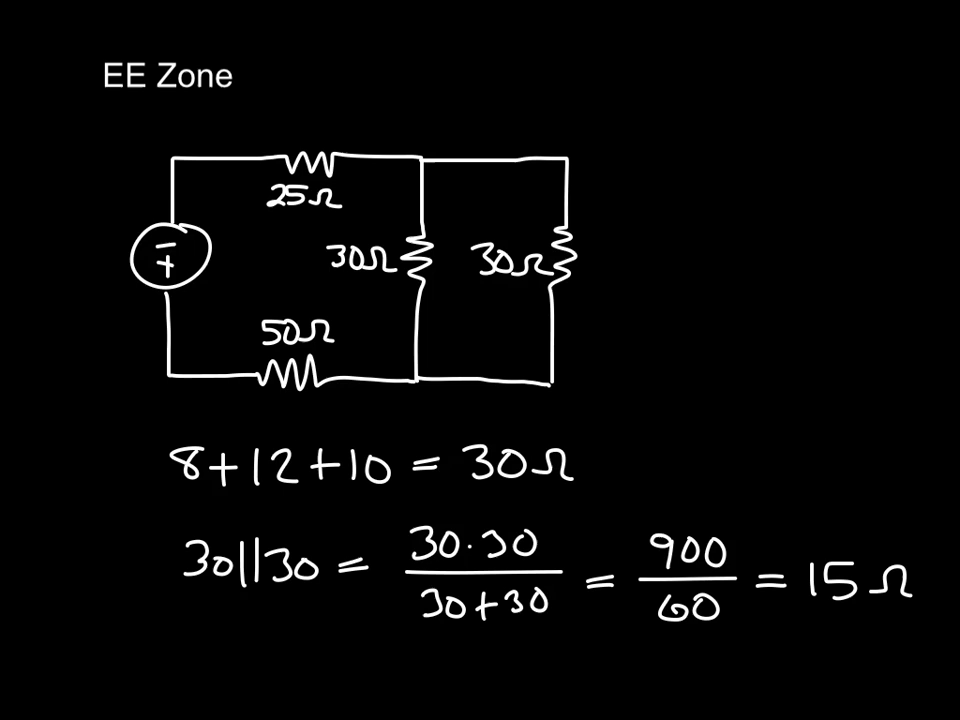 EE Zone
25Ω
∓
30Ω 30Ω
50Ω
8+12+10 = 30Ω
30||30 = 30·30/30+30 = 900/60 = 15Ω